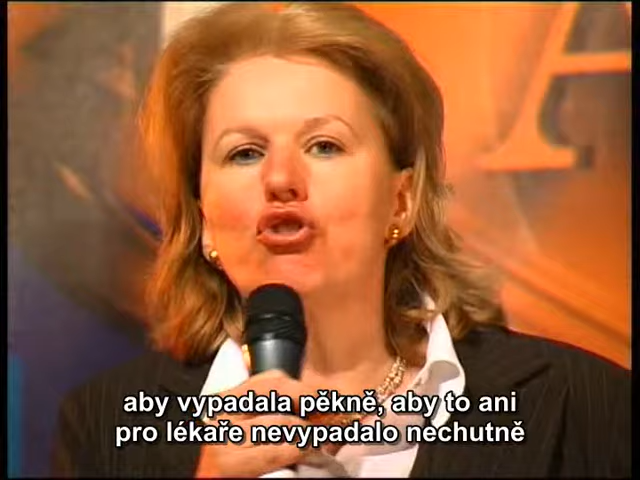 A
aby vypadala pěkně, aby to ani
pro lékaře nevypadalo nechutně